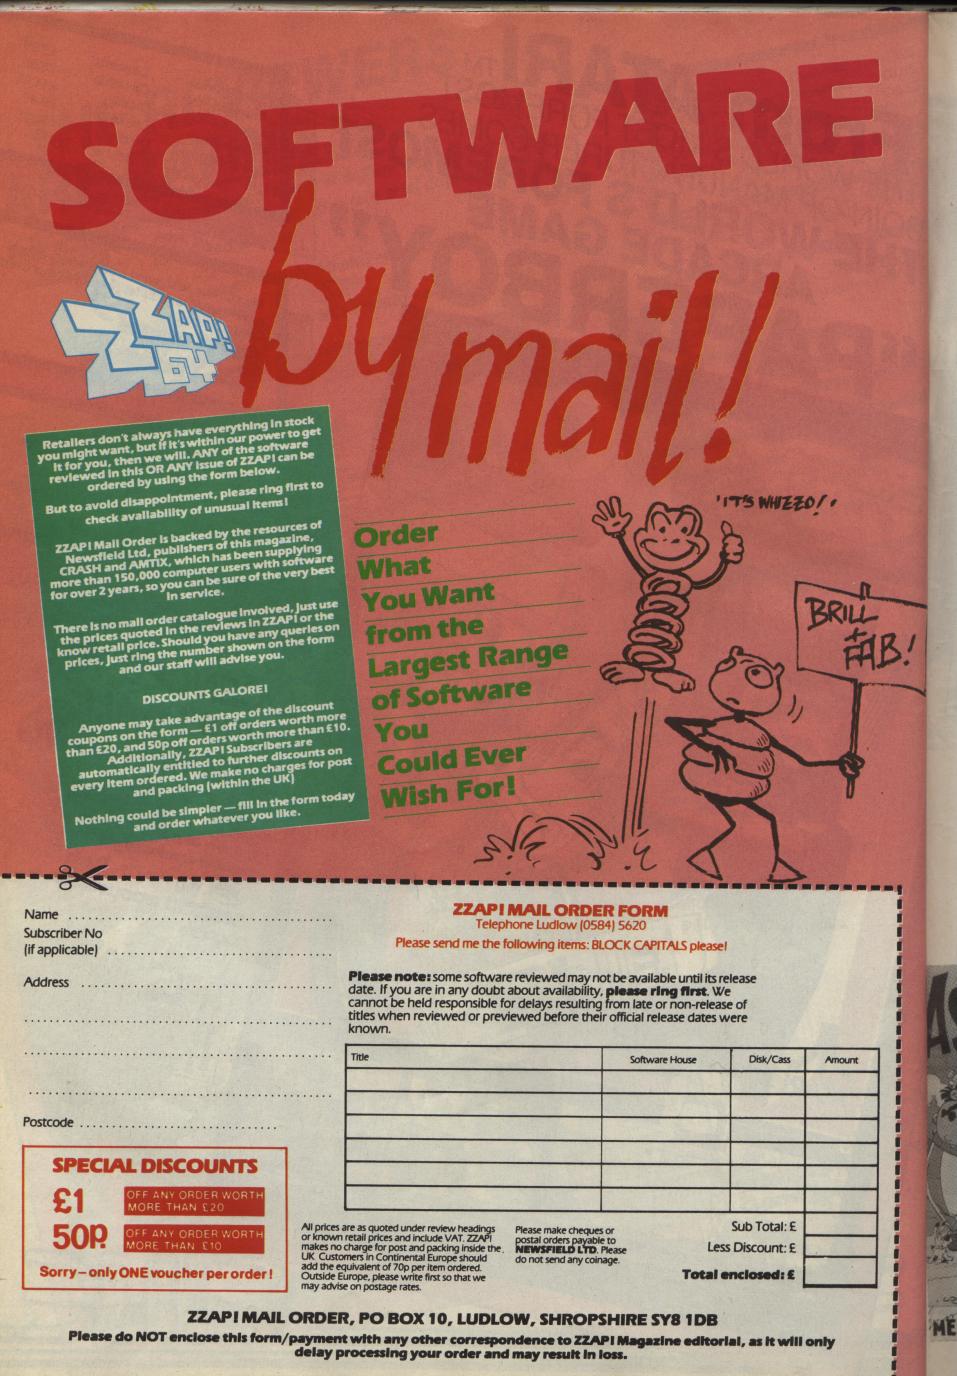 SOFTWARE
by mail!
ZZAP!
64
Retailers don't always have everything in stock
you might want, but if it's within our power to get
it for you, then we will. ANY of the software
reviewed in this OR ANY issue of ZZAP! can be
ordered by using the form below.
But to avoid disappointment, please ring first to
check availability of unusual items!
ZZAP! Mail Order is backed by the resources of
Newsfield Ltd, publishers of this magazine,
CRASH and AMTIX, which has been supplying
more than 150,000 computer users with software
for over 2 years, so you can be sure of the very best
in service.
There is no mail order catalogue involved, just use
the prices quoted in the reviews in ZZAP! or the
know retail price. Should you have any queries on
prices, just ring the number shown on the form
and our staff will advise you.
DISCOUNTS GALORE!
Anyone may take advantage of the discount
coupons on the form — £1 off orders worth more
than £20, and 50p off orders worth more than £10.
Additionally, ZZAP! Subscribers are
automatically entitled to further discounts on
every item ordered. We make no charges for post
and packing (within the UK)
Nothing could be simpler — fill in the form today
and order whatever you like.
Order
What
You Want
from the
Largest Range
of Software
You
Could Ever
Wish For!
'IT'S WHIZZO!'
BRILL
+
FAB!
Name
Subscriber No
(if applicable)
Address
Postcode
ZZAP! MAIL ORDER FORM
Telephone Ludlow (0584) 5620
Please send me the following items: BLOCK CAPITALS please!
Please note: some software reviewed may not be available until its release
date. If you are in any doubt about availability, please ring first. We
cannot be held responsible for delays resulting from late or non-release of
titles when reviewed or previewed before their official release dates were
known.
Title Software House Disk/Cass Amount
SPECIAL DISCOUNTS
£1 OFF ANY ORDER WORTH
MORE THAN £20
50P. OFF ANY ORDER WORTH
MORE THAN £10
Sorry – only ONE voucher per order!
All prices are as quoted under review headings
or known retail prices and include VAT. ZZAP!
makes no charge for post and packing inside the
UK. Customers in Continental Europe should
add the equivalent of 70p per item ordered.
Outside Europe, please write first so that we
may advise on postage rates.
Please make cheques or
postal orders payable to
NEWSFIELD LTD. Please
do not send any coinage.
Sub Total: £
Less Discount: £
Total enclosed: £
ZZAP! MAIL ORDER, PO BOX 10, LUDLOW, SHROPSHIRE SY8 1DB
Please do NOT enclose this form/payment with any other correspondence to ZZAP! Magazine editorial, as it will only
delay processing your order and may result in loss.